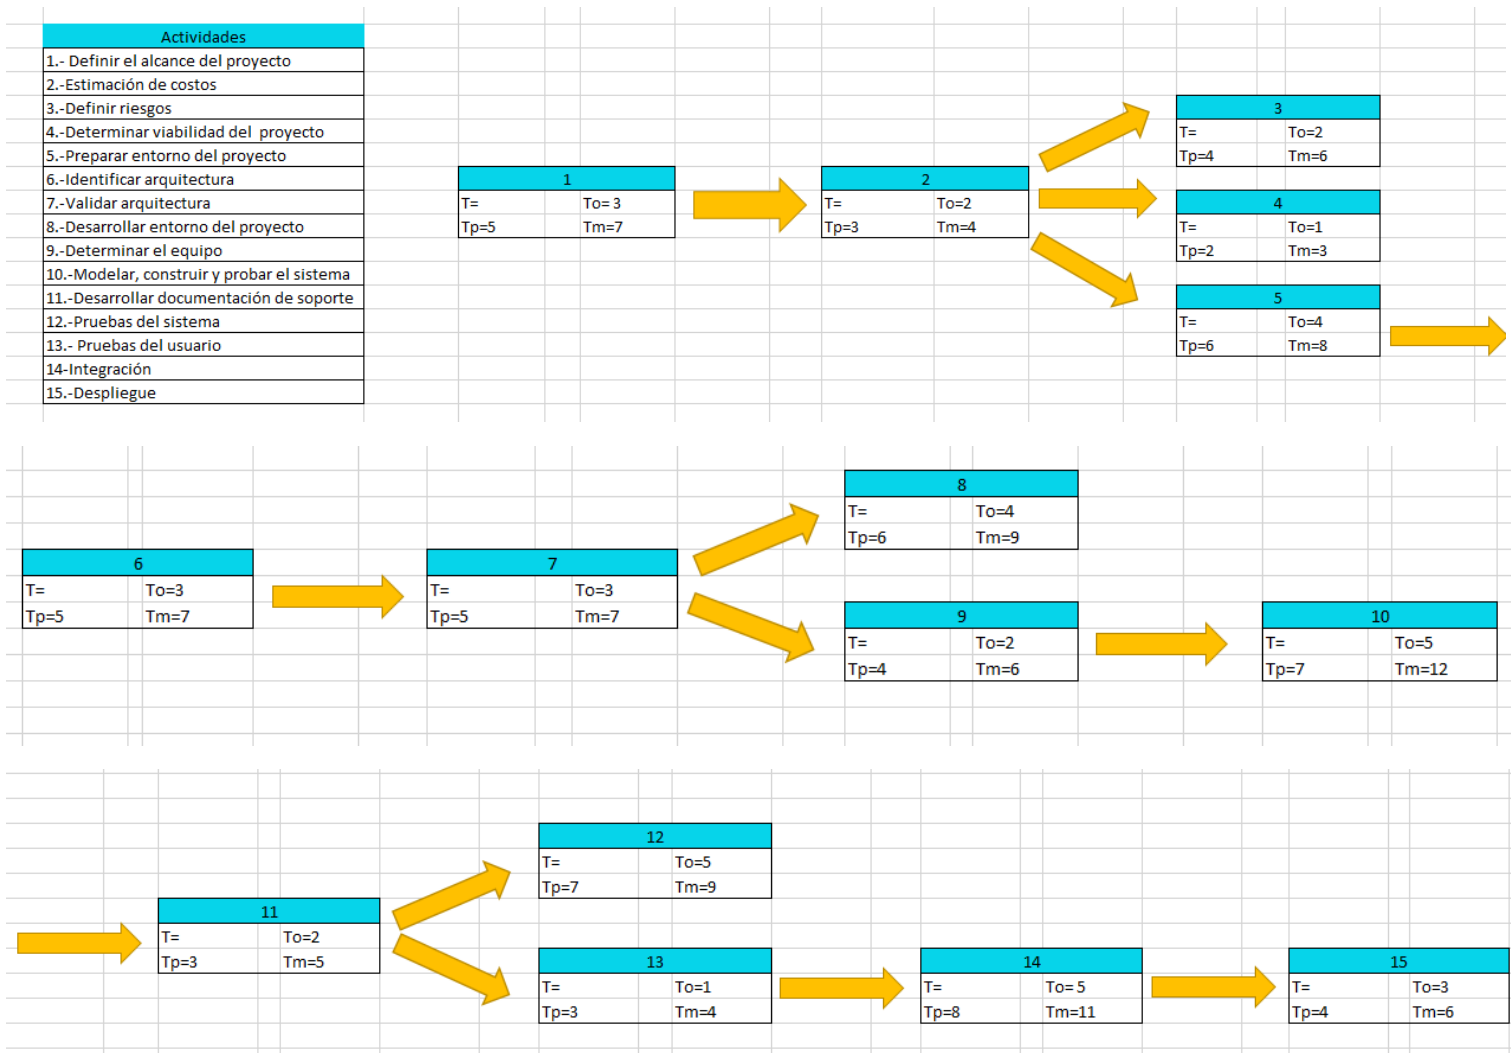 Actividades
1.- Definir el alcance del proyecto
2.-Estimación de costos
3.-Definir riesgos
4.-Determinar viabilidad del  proyecto
5.-Preparar entorno del proyecto
6.-Identificar arquitectura
7.-Validar arquitectura
8.-Desarrollar entorno del proyecto
9.-Determinar el equipo
10.-Modelar, construir y probar el sistema
11.-Desarrollar documentación de soporte
12.-Pruebas del sistema
13.- Pruebas del usuario
14-Integración
15.-Despliegue
1
T= To= 3
Tp=5 Tm=7
2
T= To=2
Tp=3 Tm=4
3
T= To=2
Tp=4 Tm=6
4
T= To=1
Tp=2 Tm=3
5
T= To=4
Tp=6 Tm=8
6
T= To=3
Tp=5 Tm=7
7
T= To=3
Tp=5 Tm=7
8
T= To=4
Tp=6 Tm=9
9
T= To=2
Tp=4 Tm=6
10
T= To=5
Tp=7 Tm=12
11
T= To=2
Tp=3 Tm=5
12
T= To=5
Tp=7 Tm=9
13
T= To=1
Tp=3 Tm=4
14
T= To= 5
Tp=8 Tm=11
15
T= To=3
Tp=4 Tm=6